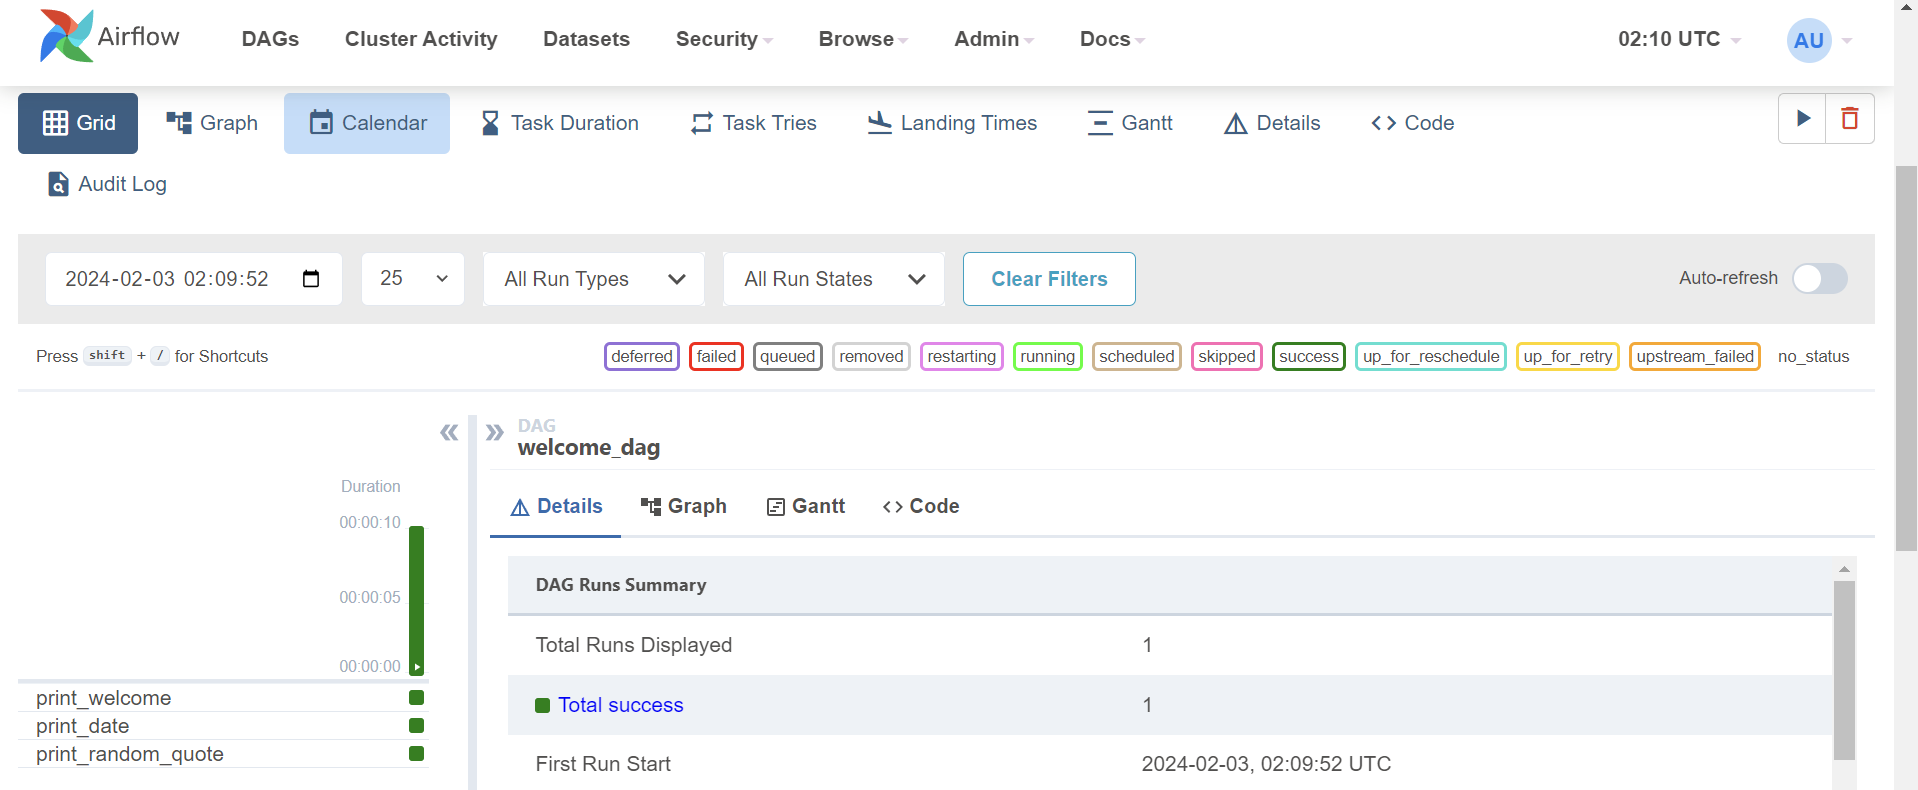 Airflow DAGs Cluster Activity Datasets Security Browse Admin Docs 02:10 UTC AU
Grid Graph Calendar Task Duration Task Tries Landing Times Gantt Details Code
Audit Log
2024-02-03 02:09:52 25 All Run Types All Run States Clear Filters Auto-refresh
Press shift + / for Shortcuts deferred failed queued removed restarting running scheduled skipped success up_for_reschedule up_for_retry upstream_failed no_status
DAG
welcome_dag
Duration
00:00:10
00:00:05
00:00:00
print_welcome
print_date
print_random_quote
Details Graph Gantt Code
DAG Runs Summary
Total Runs Displayed 1
Total success 1
First Run Start 2024-02-03, 02:09:52 UTC